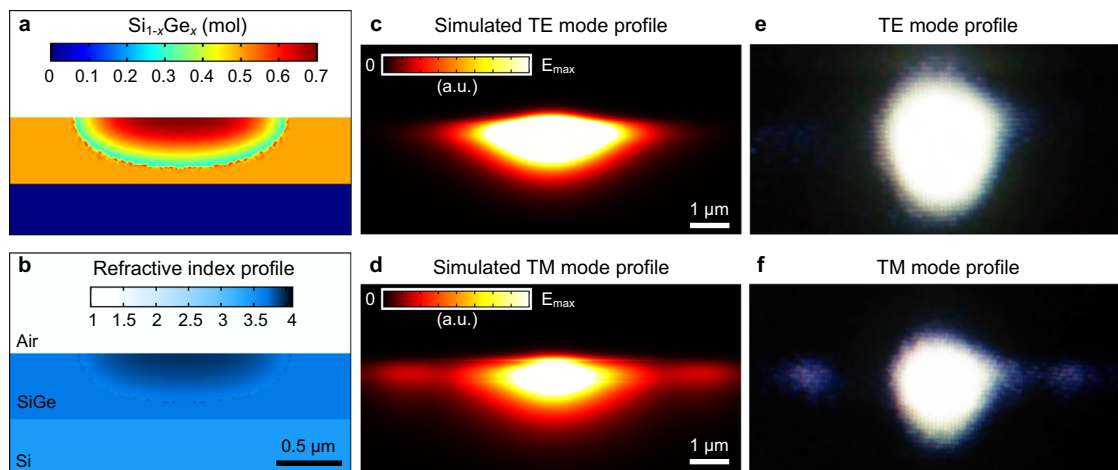 a
Si1-xGex (mol)
0 0.1 0.2 0.3 0.4 0.5 0.6 0.7
b
Refractive index profile
1 1.5 2 2.5 3 3.5 4
Air
SiGe
Si
0.5 μm
c
Simulated TE mode profile
0
Emax
(a.u.)
1 μm
d
Simulated TM mode profile
0
Emax
(a.u.)
1 μm
e
TE mode profile
f
TM mode profile